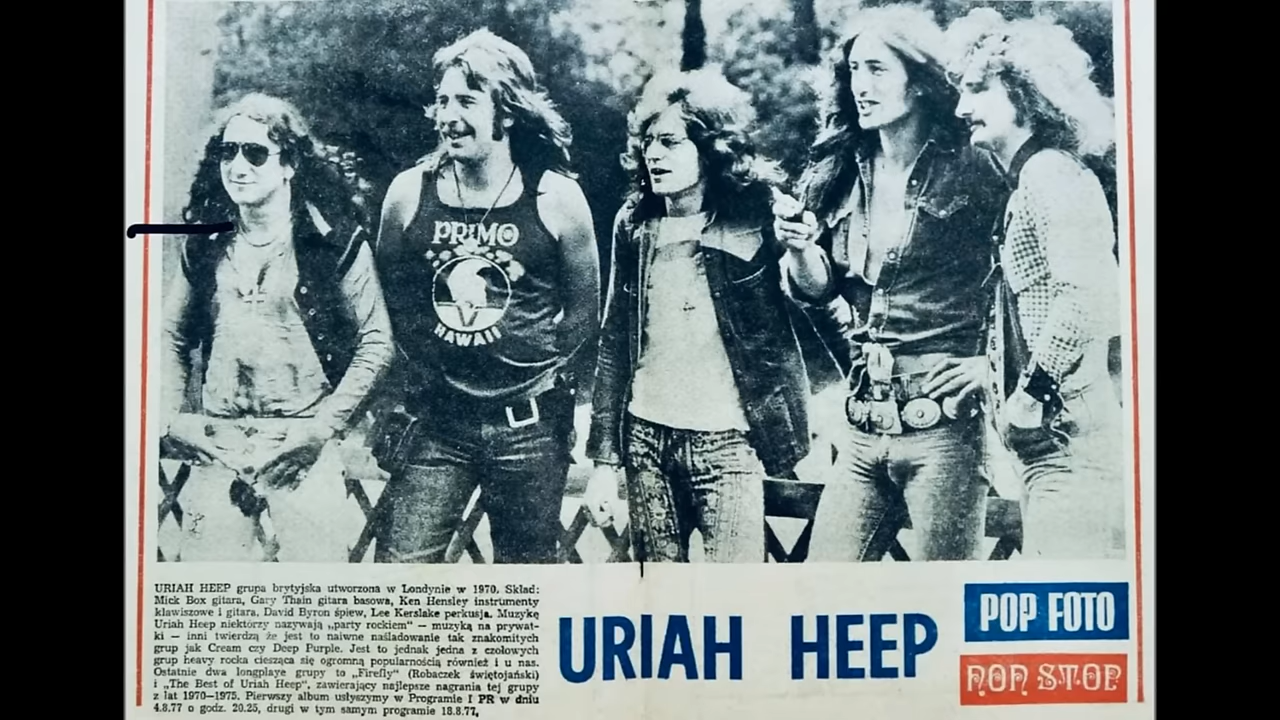 PRIMO
HAWAII
URIAH HEEP grupa brytyjska utworzona w Londynie w 1970. Skład:
Mick Box gitara, Gary Thain gitara basowa, Ken Hensley instrumenty
klawiszowe i gitara, David Byron śpiew, Lee Kerslake perkusja. Muzykę
Uriah Heep niektórzy nazywają „party rockiem" — muzyką na prywat-
ki — inni twierdzą że jest to naiwne naśladowanie tak znakomitych
grup jak Cream czy Deep Purple. Jest to jednak jedna z czołowych
grup heavy rocka ciesząca się ogromną popularnością również i u nas.
Ostatnie dwa longplaye grupy to „Firefly" (Robaczek świętojański)
i „The Best of Uriah Heep", zawierający najlepsze nagrania tej grupy
z lat 1970—1975. Pierwszy album usłyszymy w Programie I PR w dniu
4.8.77 o godz. 20.25, drugi w tym samym programie 18.8.77.
URIAH HEEP
POP FOTO
NON STOP